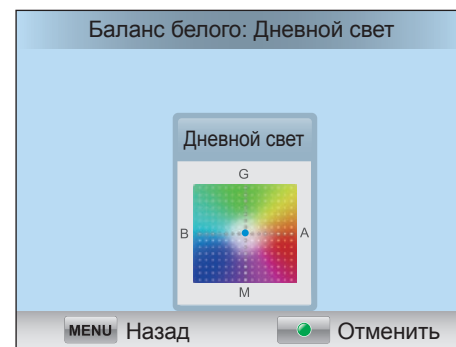 Баланс белого: Дневной свет
Дневной свет
G
B A
M
MENU Назад Отменить